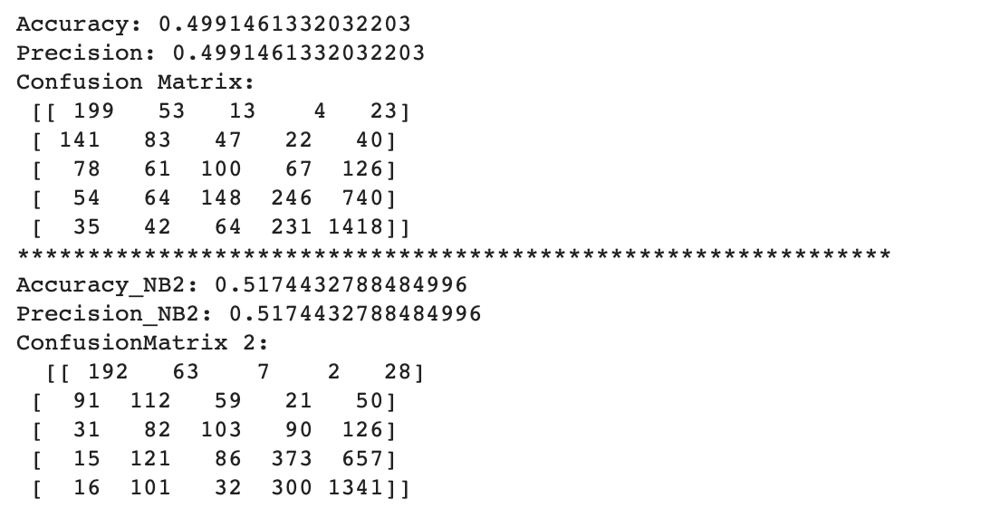 Accuracy: 0.4991461332032203
Precision: 0.4991461332032203
Confusion Matrix:
 [[ 199   53   13    4   23]
 [ 141   83   47   22   40]
 [  78   61  100   67  126]
 [  54   64  148  246  740]
 [  35   42   64  231 1418]]
**************************************************************
Accuracy_NB2: 0.5174432788484996
Precision_NB2: 0.5174432788484996
ConfusionMatrix 2:
  [[ 192   63    7    2   28]
 [  91  112   59   21   50]
 [  31   82  103   90  126]
 [  15  121   86  373  657]
 [  16  101   32  300 1341]]